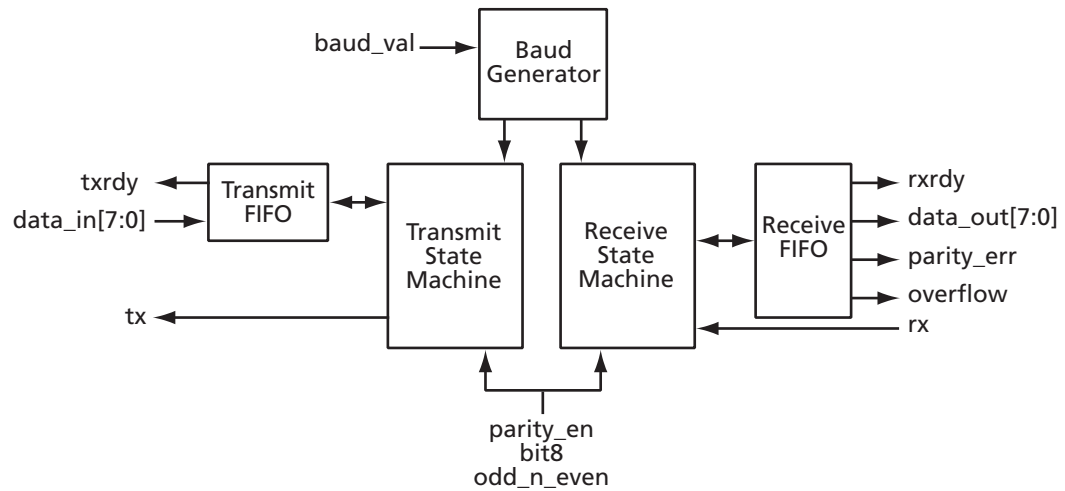 baud_val
Baud
Generator
txrdy
data_in[7:0]
Transmit
FIFO
Transmit
State
Machine
Receive
State
Machine
Receive
FIFO
rxrdy
data_out[7:0]
parity_err
overflow
tx
rx
parity_en
bit8
odd_n_even